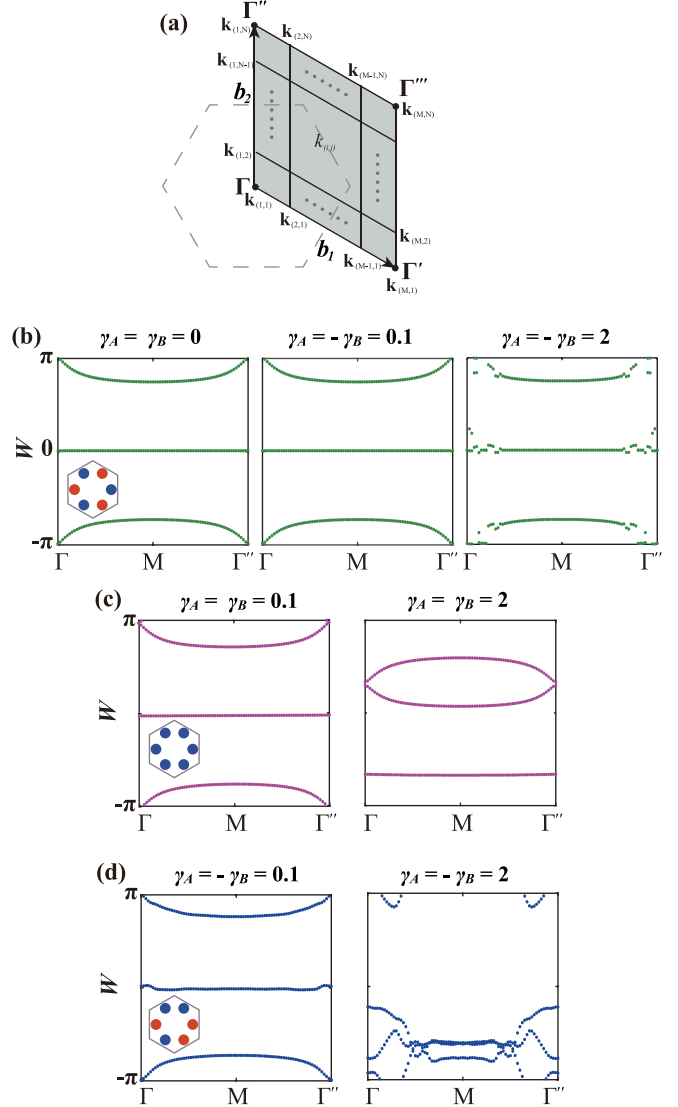 (a)
Γ''
k(1,N)
k(2,N)
k(1,N-1)
k(M-1,N)
Γ'''
b2
k(M,N)
k(i,j)
k(1,2)
Γ
k(1,1)
k(M,2)
k(2,1)
b1
k(M-1,1)
Γ'
k(M,1)
(b)
γA = γB = 0
γA = - γB = 0.1
γA = - γB = 2
π
W
0
-π
Γ M Γ''
Γ M Γ''
Γ M Γ''
(c)
γA = γB = 0.1
γA = γB = 2
π
W
-π
Γ M Γ''
Γ M Γ''
(d)
γA = - γB = 0.1
γA = - γB = 2
π
W
-π
Γ M Γ''
Γ M Γ''